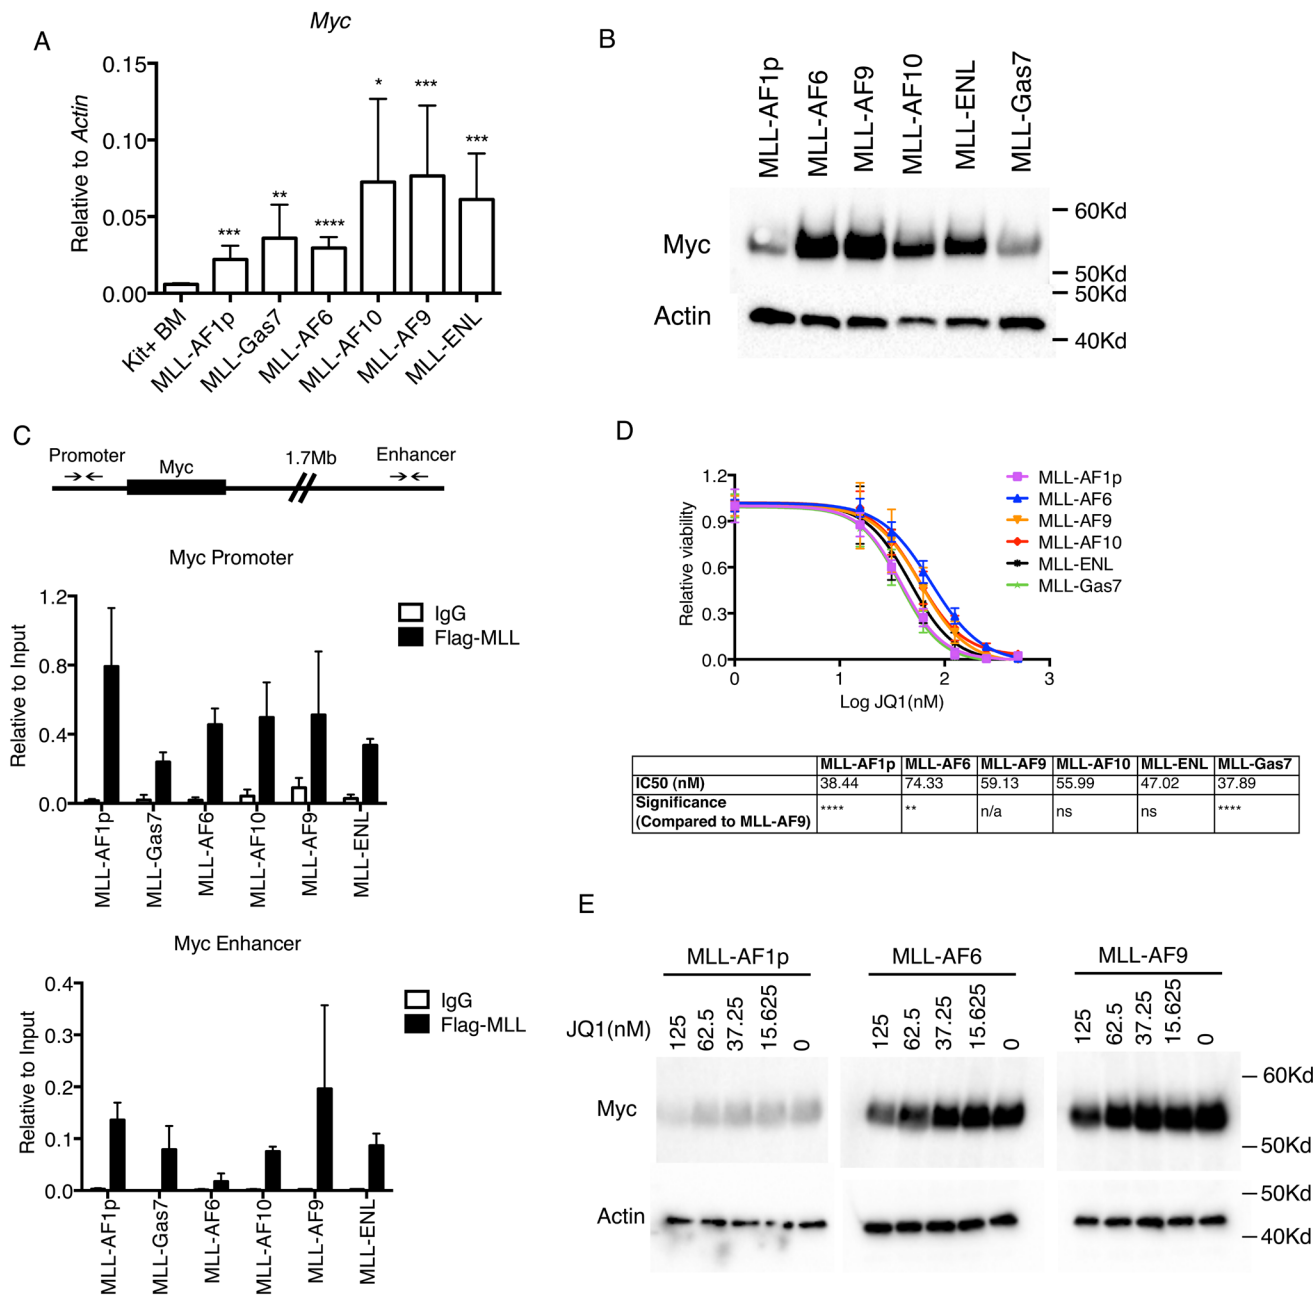 A
Myc
Relative to Actin
0.15
0.10
0.05
0.00
***
**
****
*
***
***
Kit+ BM
MLL-AF1p
MLL-Gas7
MLL-AF6
MLL-AF10
MLL-AF9
MLL-ENL
B
MLL-AF1p
MLL-AF6
MLL-AF9
MLL-AF10
MLL-ENL
MLL-Gas7
Myc
Actin
60Kd
50Kd
50Kd
40Kd
C
Promoter
Myc
1.7Mb
Enhancer
Myc Promoter
Relative to Input
1.2
0.8
0.4
0.0
IgG
Flag-MLL
MLL-AF1p
MLL-Gas7
MLL-AF6
MLL-AF10
MLL-AF9
MLL-ENL
Myc Enhancer
Relative to Input
0.4
0.3
0.2
0.1
0.0
IgG
Flag-MLL
MLL-AF1p
MLL-Gas7
MLL-AF6
MLL-AF10
MLL-AF9
MLL-ENL
D
Relative viability
1.2
0.9
0.6
0.3
0.0
0 1 2 3
Log JQ1(nM)
MLL-AF1p
MLL-AF6
MLL-AF9
MLL-AF10
MLL-ENL
MLL-Gas7
MLL-AF1p MLL-AF6 MLL-AF9 MLL-AF10 MLL-ENL MLL-Gas7
IC50 (nM) 38.44 74.33 59.13 55.99 47.02 37.89
Significance
(Compared to MLL-AF9) **** ** n/a ns ns ****
E
MLL-AF1p
MLL-AF6
MLL-AF9
JQ1(nM)
125 62.5 37.25 15.625 0
125 62.5 37.25 15.625 0
125 62.5 37.25 15.625 0
Myc
Actin
60Kd
50Kd
50Kd
40Kd